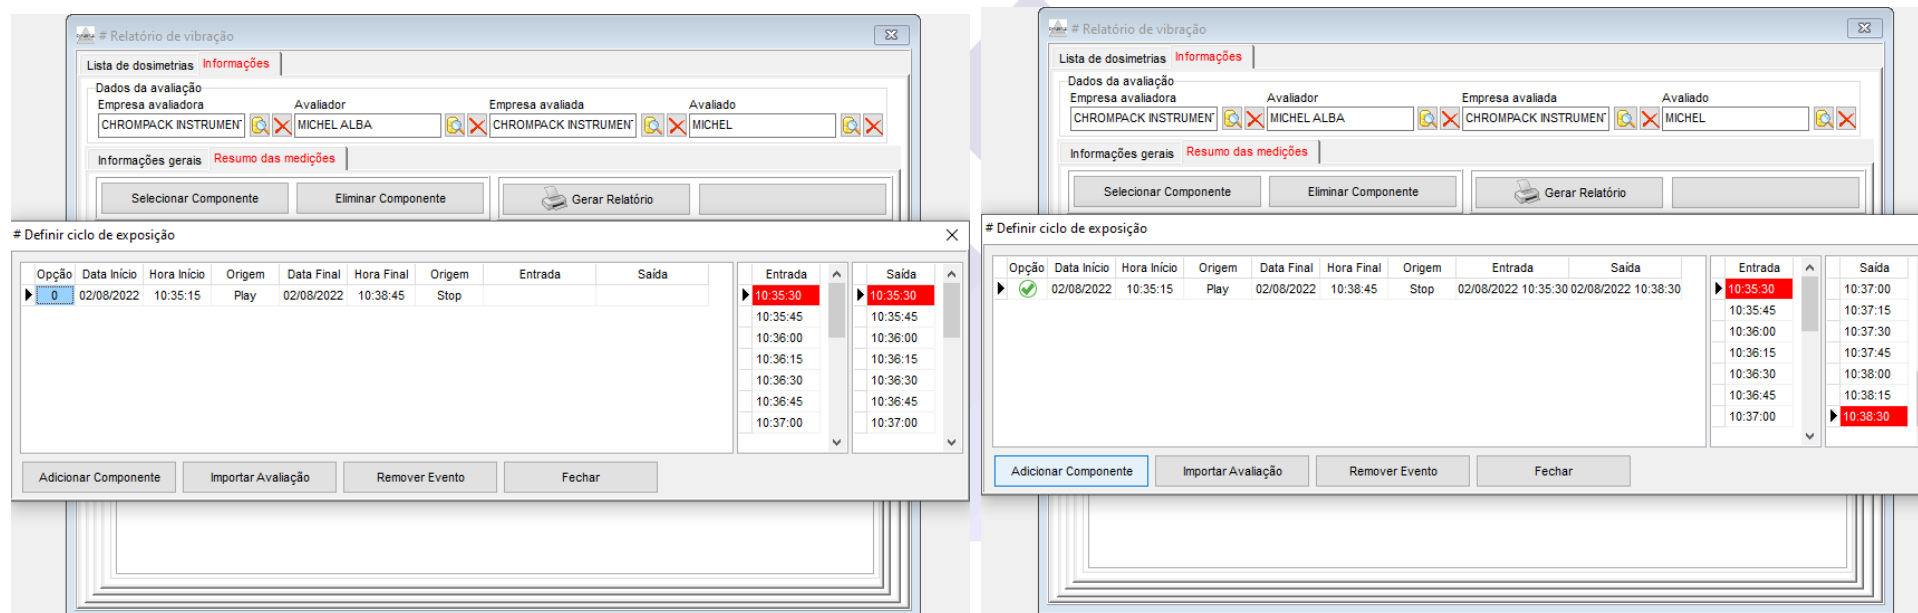 # Relatório de vibração
Lista de dosimetrias Informações
Dados da avaliação
Empresa avaliadora Avaliador Empresa avaliada Avaliado
CHROMPACK INSTRUMEN MICHEL ALBA CHROMPACK INSTRUMEN MICHEL
Informações gerais Resumo das medições
Selecionar Componente Eliminar Componente Gerar Relatório
# Definir ciclo de exposição
Opção Data Início Hora Início Origem Data Final Hora Final Origem Entrada Saída
0 02/08/2022 10:35:15 Play 02/08/2022 10:38:45 Stop
Entrada
10:35:30
10:35:45
10:36:00
10:36:15
10:36:30
10:36:45
10:37:00
Saída
10:35:30
10:35:45
10:36:00
10:36:15
10:36:30
10:36:45
10:37:00
Adicionar Componente Importar Avaliação Remover Evento Fechar
# Relatório de vibração
Lista de dosimetrias Informações
Dados da avaliação
Empresa avaliadora Avaliador Empresa avaliada Avaliado
CHROMPACK INSTRUMEN MICHEL ALBA CHROMPACK INSTRUMEN MICHEL
Informações gerais Resumo das medições
Selecionar Componente Eliminar Componente Gerar Relatório
# Definir ciclo de exposição
Opção Data Início Hora Início Origem Data Final Hora Final Origem Entrada Saída
02/08/2022 10:35:15 Play 02/08/2022 10:38:45 Stop 02/08/2022 10:35:30 02/08/2022 10:38:30
Entrada
10:35:30
10:35:45
10:36:00
10:36:15
10:36:30
10:36:45
10:37:00
Saída
10:37:00
10:37:15
10:37:30
10:37:45
10:38:00
10:38:15
10:38:30
Adicionar Componente Importar Avaliação Remover Evento Fechar